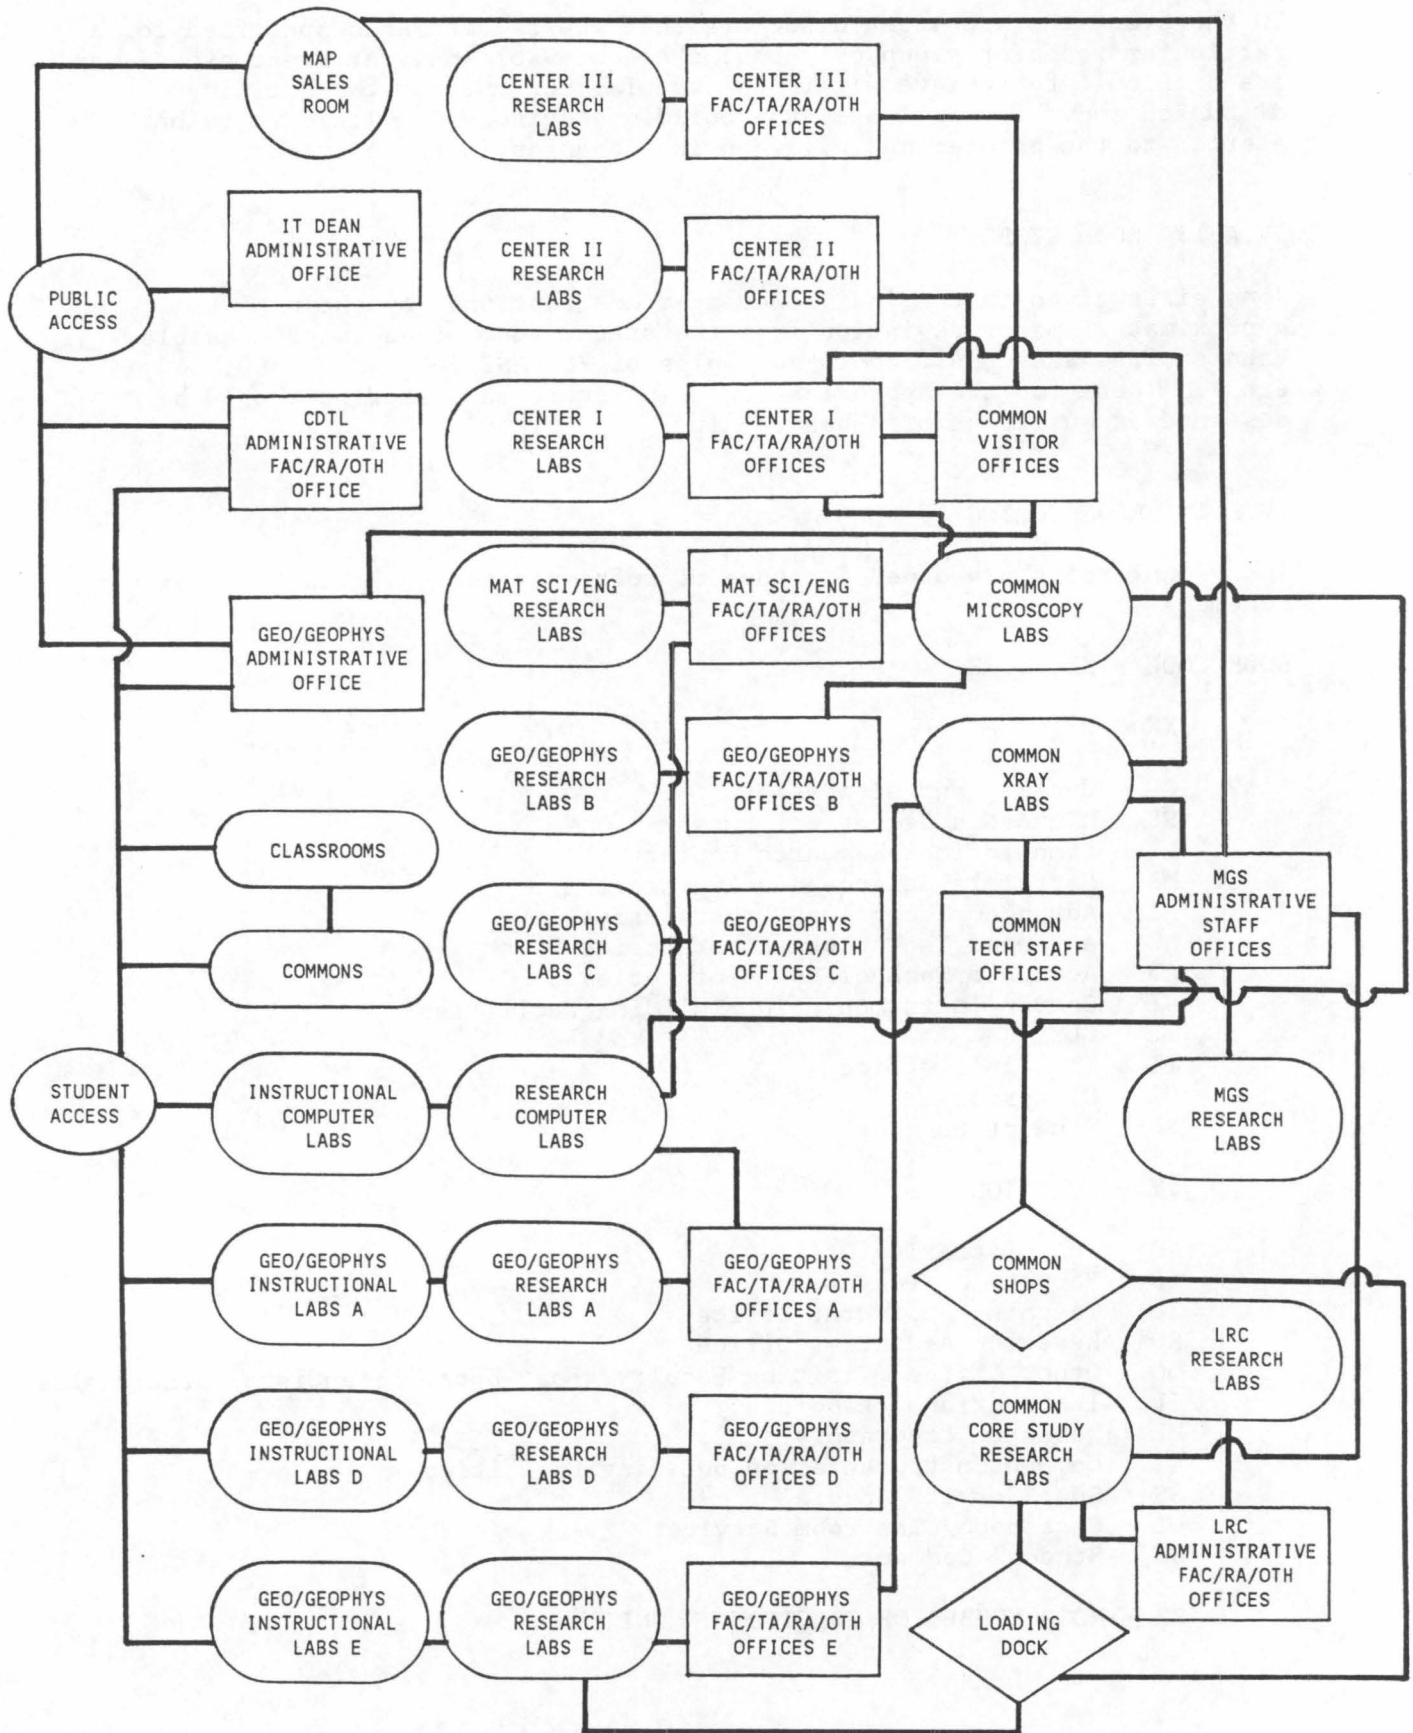 MAP
SALES
ROOM
CENTER III
RESEARCH
LABS
CENTER III
FAC/TA/RA/OTH
OFFICES
IT DEAN
ADMINISTRATIVE
OFFICE
CENTER II
RESEARCH
LABS
CENTER II
FAC/TA/RA/OTH
OFFICES
PUBLIC
ACCESS
CDTL
ADMINISTRATIVE
FAC/RA/OTH
OFFICE
CENTER I
RESEARCH
LABS
CENTER I
FAC/TA/RA/OTH
OFFICES
COMMON
VISITOR
OFFICES
MAT SCI/ENG
RESEARCH
LABS
MAT SCI/ENG
FAC/TA/RA/OTH
OFFICES
COMMON
MICROSCOPY
LABS
GEO/GEOPHYS
ADMINISTRATIVE
OFFICE
GEO/GEOPHYS
RESEARCH
LABS B
GEO/GEOPHYS
FAC/TA/RA/OTH
OFFICES B
COMMON
XRAY
LABS
CLASSROOMS
GEO/GEOPHYS
RESEARCH
LABS C
GEO/GEOPHYS
FAC/TA/RA/OTH
OFFICES C
COMMON
TECH STAFF
OFFICES
MGS
ADMINISTRATIVE
STAFF
OFFICES
COMMONS
STUDENT
ACCESS
INSTRUCTIONAL
COMPUTER
LABS
RESEARCH
COMPUTER
LABS
MGS
RESEARCH
LABS
GEO/GEOPHYS
INSTRUCTIONAL
LABS A
GEO/GEOPHYS
RESEARCH
LABS A
GEO/GEOPHYS
FAC/TA/RA/OTH
OFFICES A
COMMON
SHOPS
LRC
RESEARCH
LABS
GEO/GEOPHYS
INSTRUCTIONAL
LABS D
GEO/GEOPHYS
RESEARCH
LABS D
GEO/GEOPHYS
FAC/TA/RA/OTH
OFFICES D
COMMON
CORE STUDY
RESEARCH
LABS
LRC
ADMINISTRATIVE
FAC/RA/OTH
OFFICES
GEO/GEOPHYS
INSTRUCTIONAL
LABS E
GEO/GEOPHYS
RESEARCH
LABS E
GEO/GEOPHYS
FAC/TA/RA/OTH
OFFICES E
LOADING
DOCK